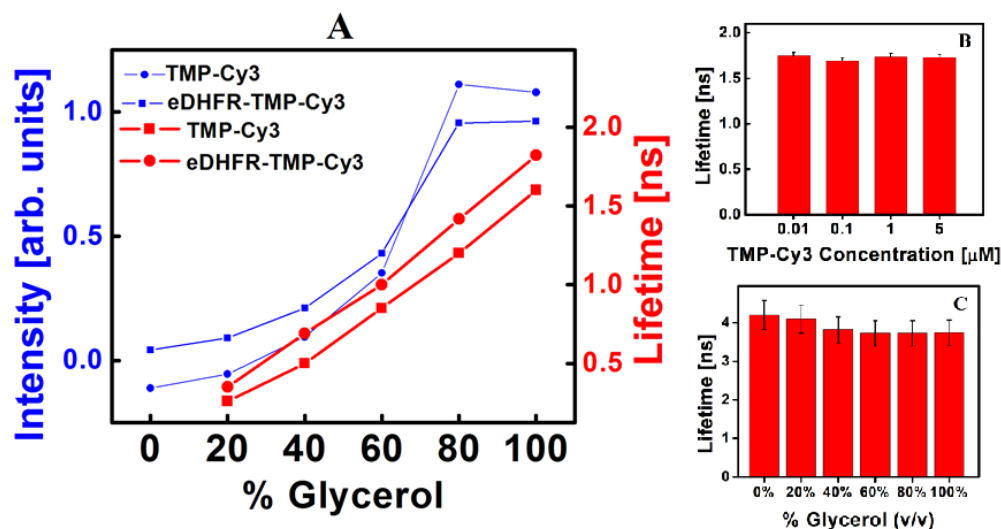 A
TMP-Cy3
eDHFR-TMP-Cy3
TMP-Cy3
eDHFR-TMP-Cy3
Intensity [arb. units]
1.0
0.5
0.0
Lifetime [ns]
2.0
1.5
1.0
0.5
0 20 40 60 80 100
% Glycerol
B
Lifetime [ns]
2.0
1.5
1.0
0.5
0.0
0.01 0.1 1 5
TMP-Cy3 Concentration [μM]
C
Lifetime [ns]
4
3
2
1
0
0% 20% 40% 60% 80% 100%
% Glycerol (v/v)